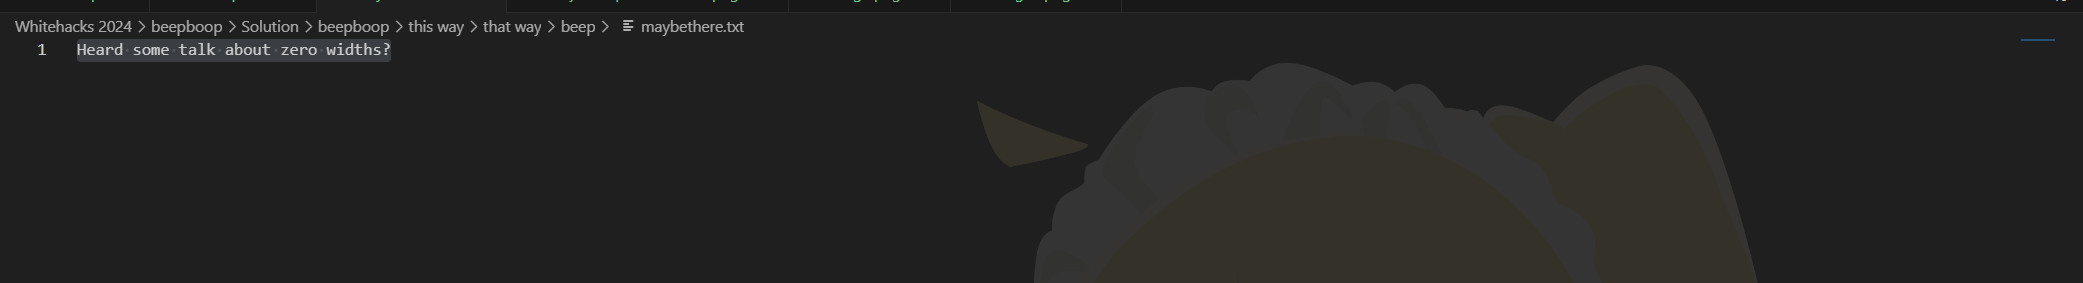 Whitehacks 2024 > beepboop > Solution > beepboop > this way > that way > beep > maybethere.txt
1 Heard some talk about zero widths?